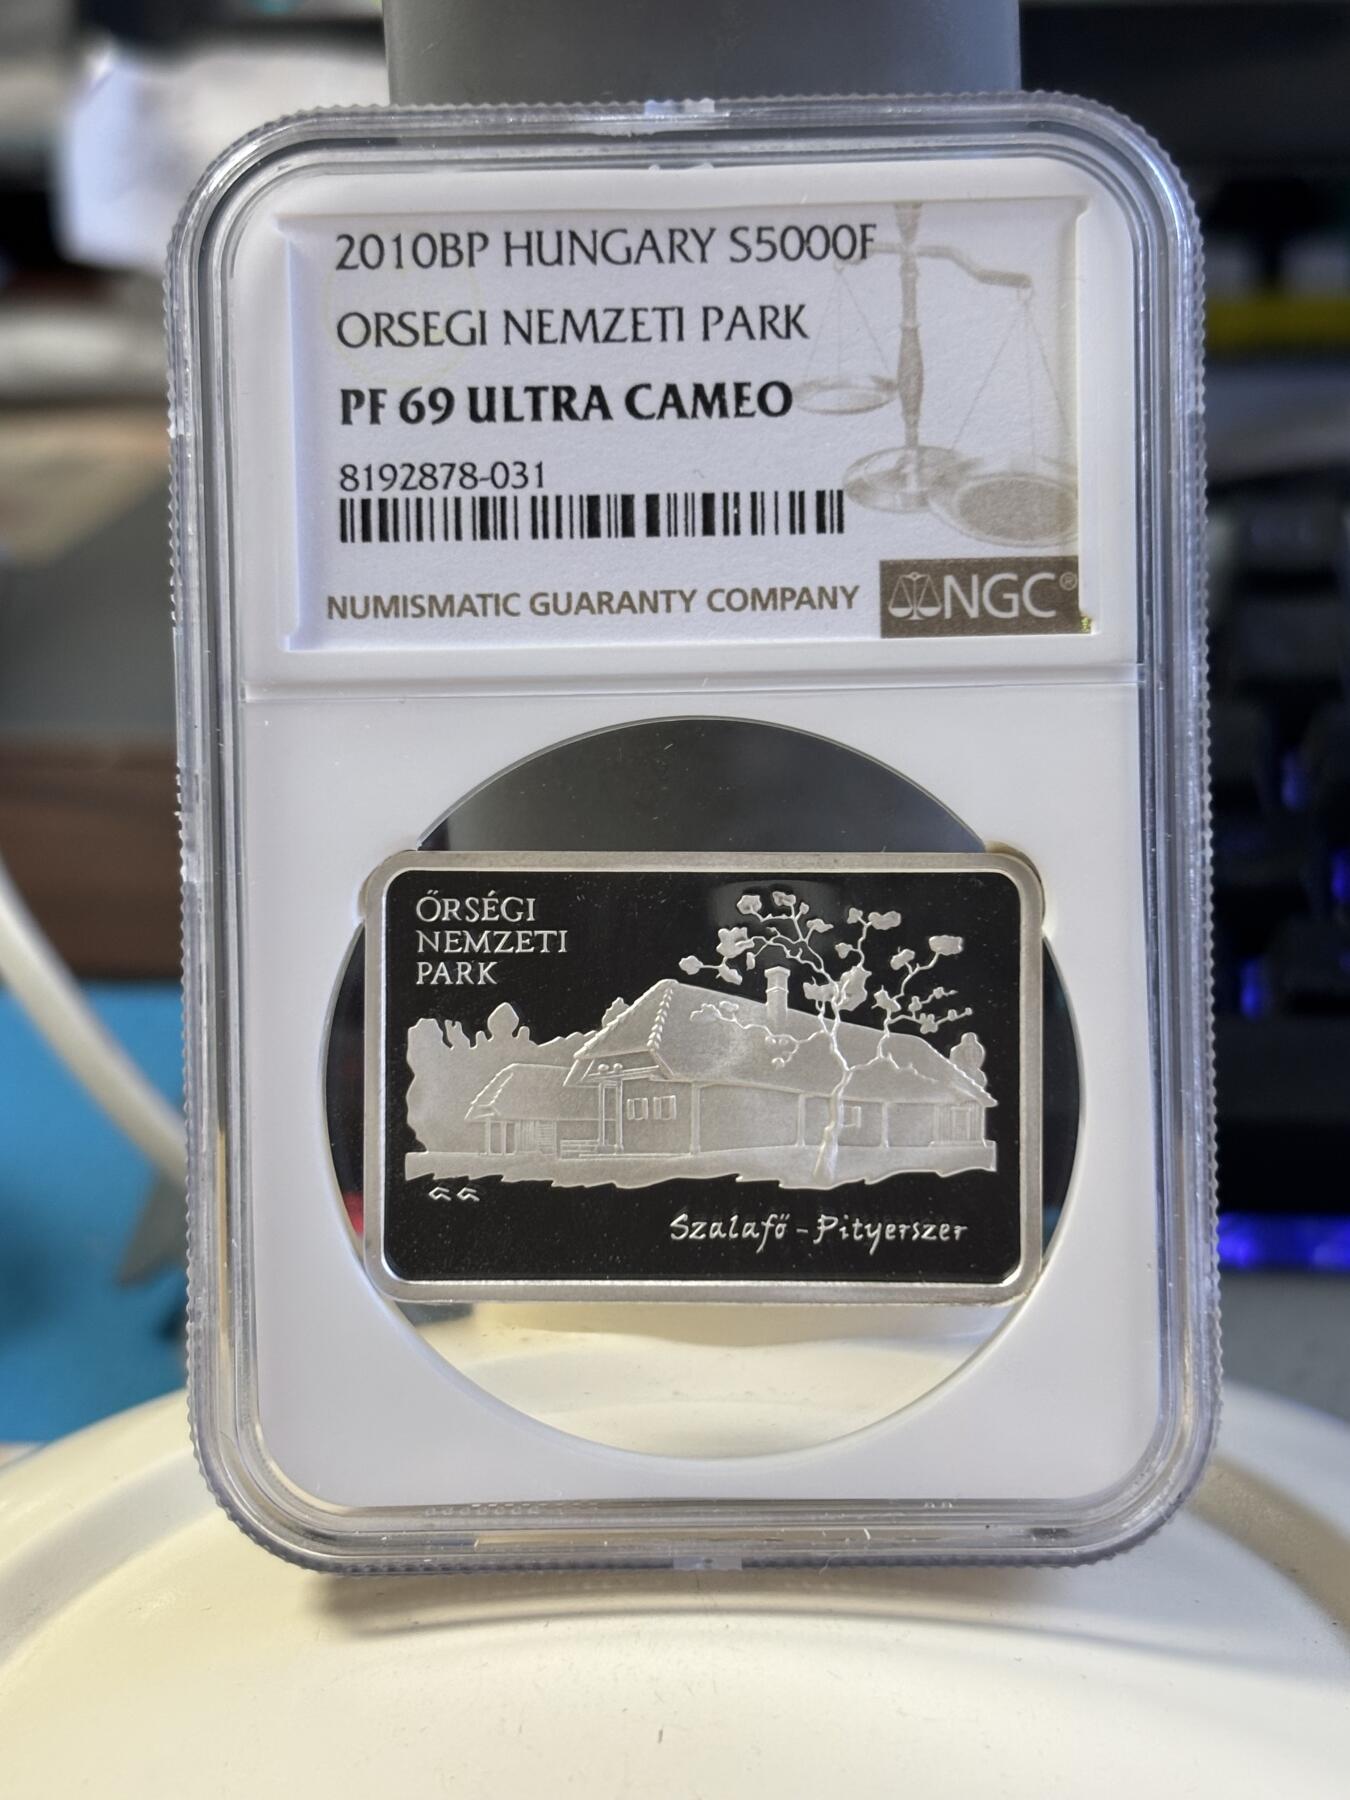 2010BP HUNGARY S5000F
ORSEGI NEMZETI PARK
PF 69 ULTRA CAMEO
8192878-031
NUMISMATIC GUARANTY COMPANY
NGC®
ŐRSÉGI
NEMZETI
PARK
Szalafő - Pityerszer